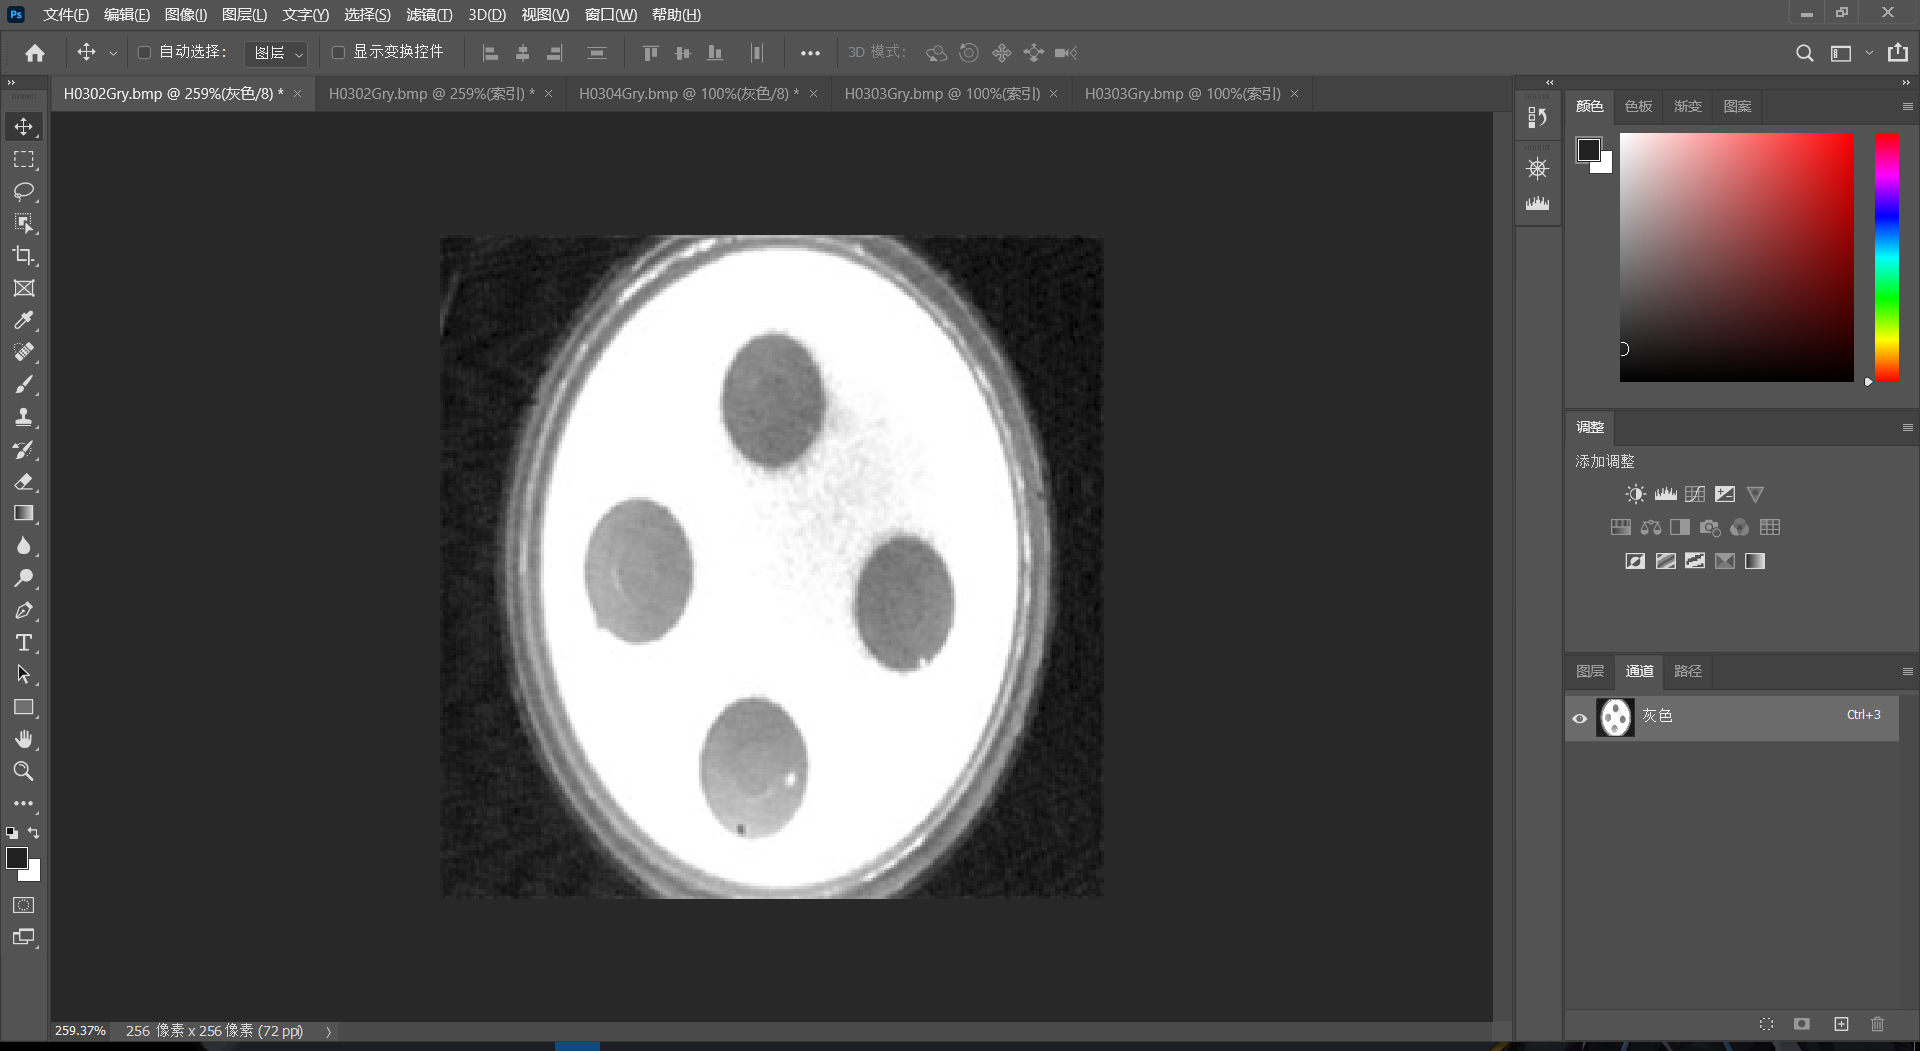 Ps 文件(F) 编辑(E) 图像(I) 图层(L) 文字(Y) 选择(S) 滤镜(T) 3D(D) 视图(V) 窗口(W) 帮助(H)
自动选择： 图层 显示变换控件 3D 模式：
H0302Gry.bmp @ 259%(灰色/8) * × H0302Gry.bmp @ 259%(索引) * × H0304Gry.bmp @ 100%(灰色/8) * × H0303Gry.bmp @ 100%(索引) × H0303Gry.bmp @ 100%(索引) ×
颜色 色板 渐变 图案
调整
添加调整
图层 通道 路径
灰色 Ctrl+3
259.37% 256 像素 x 256 像素 (72 ppi)